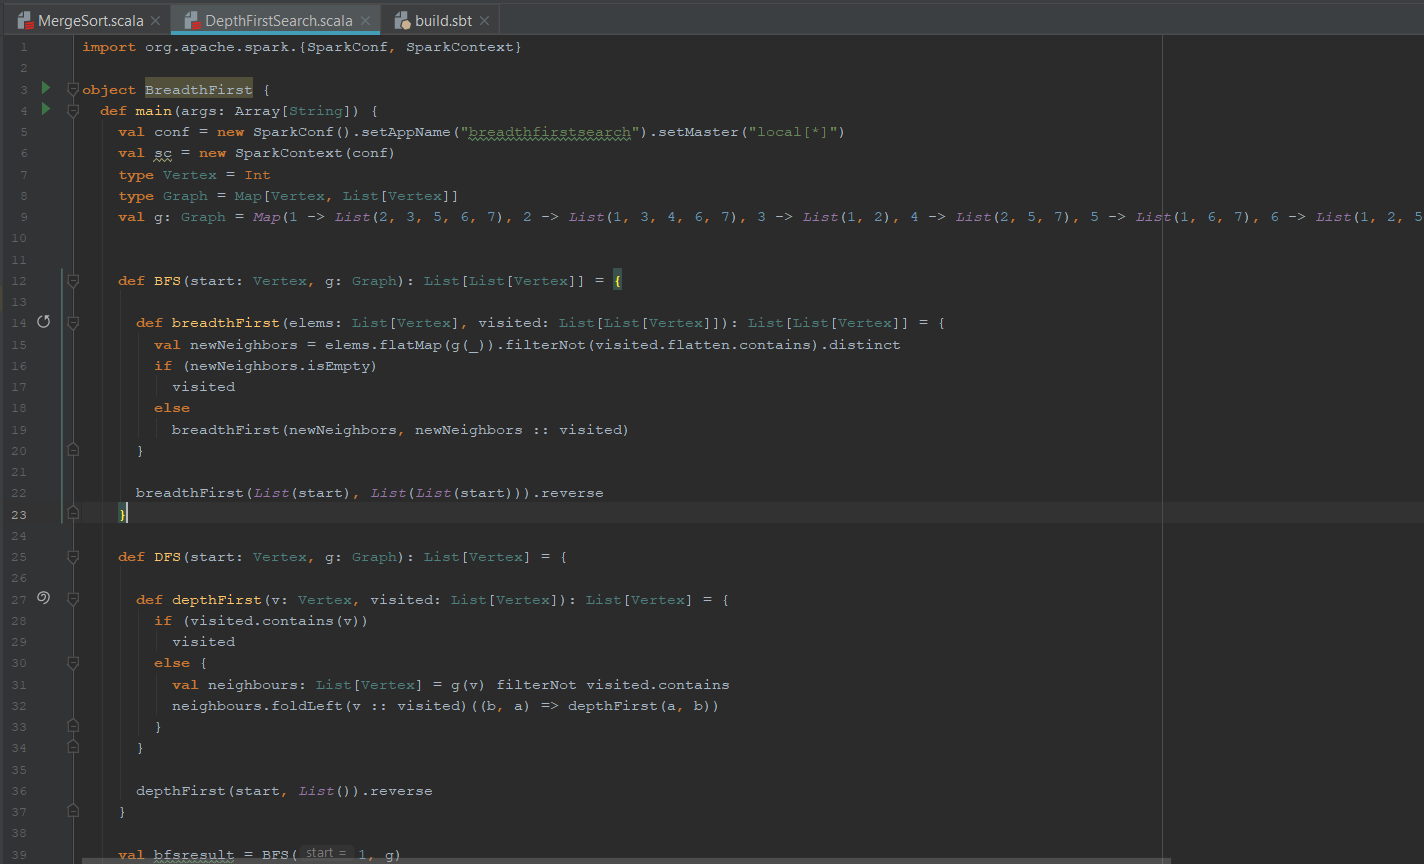 MergeSort.scala DepthFirstSearch.scala build.sbt
1 import org.apache.spark.{SparkConf, SparkContext}
2
3 object BreadthFirst {
4 def main(args: Array[String]) {
5 val conf = new SparkConf().setAppName("breadthfirstsearch").setMaster("local[*]")
6 val sc = new SparkContext(conf)
7 type Vertex = Int
8 type Graph = Map[Vertex, List[Vertex]]
9 val g: Graph = Map(1 -> List(2, 3, 5, 6, 7), 2 -> List(1, 3, 4, 6, 7), 3 -> List(1, 2), 4 -> List(2, 5, 7), 5 -> List(1, 6, 7), 6 -> List(1, 2, 5
10
11
12 def BFS(start: Vertex, g: Graph): List[List[Vertex]] = {
13
14 def breadthFirst(elems: List[Vertex], visited: List[List[Vertex]]): List[List[Vertex]] = {
15 val newNeighbors = elems.flatMap(g(_)).filterNot(visited.flatten.contains).distinct
16 if (newNeighbors.isEmpty)
17 visited
18 else
19 breadthFirst(newNeighbors, newNeighbors :: visited)
20 }
21
22 breadthFirst(List(start), List(List(start))).reverse
23 }
24
25 def DFS(start: Vertex, g: Graph): List[Vertex] = {
26
27 def depthFirst(v: Vertex, visited: List[Vertex]): List[Vertex] = {
28 if (visited.contains(v))
29 visited
30 else {
31 val neighbours: List[Vertex] = g(v) filterNot visited.contains
32 neighbours.foldLeft(v :: visited)((b, a) => depthFirst(a, b))
33 }
34 }
35
36 depthFirst(start, List()).reverse
37 }
38
39 val bfsresult = BFS( start = 1, g)